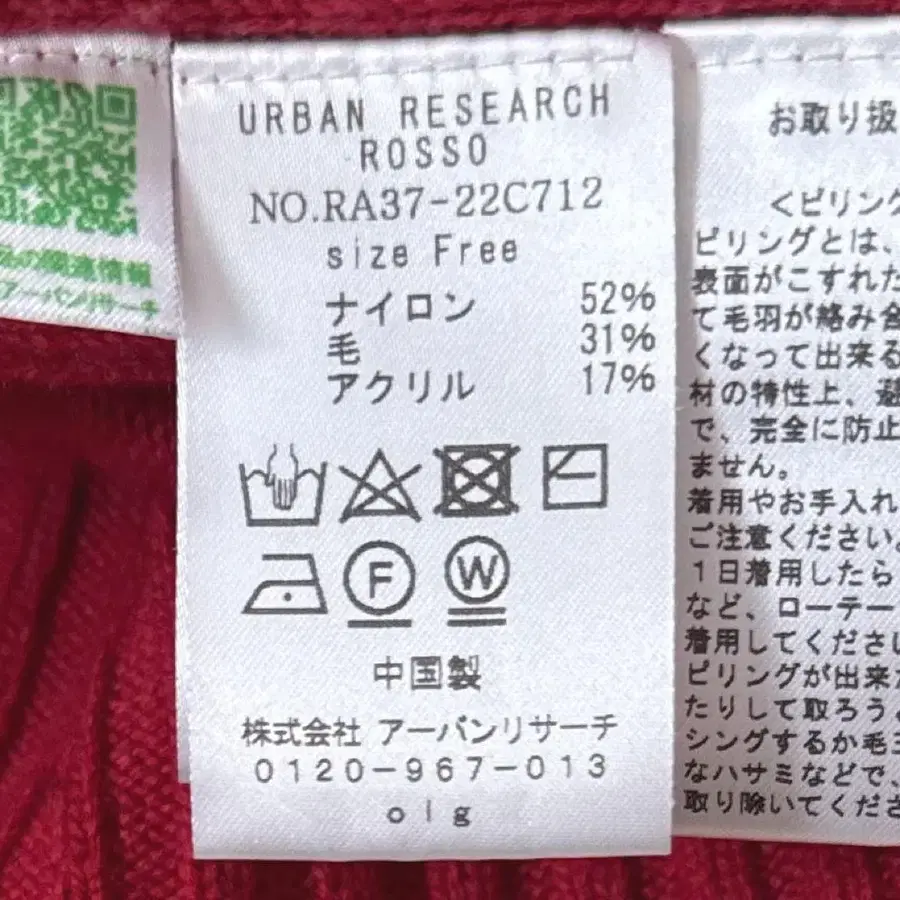 の関連情報
アーバンリサーチ
URBAN RESEARCH
ROSSO
NO.RA37-22C712
size Free
ナイロン 52%
毛 31%
アクリル 17%
F W
中国製
株式会社 アーバンリサーチ
0120-967-013
olg
お取り扱
<ピリング
ピリングとは、
表面がこすれた
て毛羽が絡み合
くなって出来る
材の特性上、避
で、完全に防止
ません。
着用やお手入れ
ご注意ください。
1日着用したら
など、ローテー
着用してくださ
ピリングが出来
たりして取ろう
シングするか毛
なハサミなどで、
取り除いてくださ